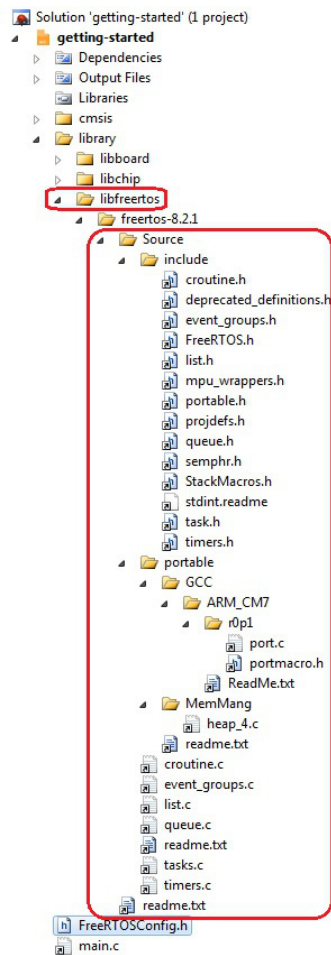 Solution 'getting-started' (1 project)
getting-started
Dependencies
Output Files
Libraries
cmsis
library
libboard
libchip
libfreertos
freertos-8.2.1
Source
include
croutine.h
deprecated_definitions.h
event_groups.h
FreeRTOS.h
list.h
mpu_wrappers.h
portable.h
projdefs.h
queue.h
semphr.h
StackMacros.h
stdint.readme
task.h
timers.h
portable
GCC
ARM_CM7
r0p1
port.c
portmacro.h
ReadMe.txt
MemMang
heap_4.c
readme.txt
croutine.c
event_groups.c
list.c
queue.c
readme.txt
tasks.c
timers.c
readme.txt
FreeRTOSConfig.h
main.c